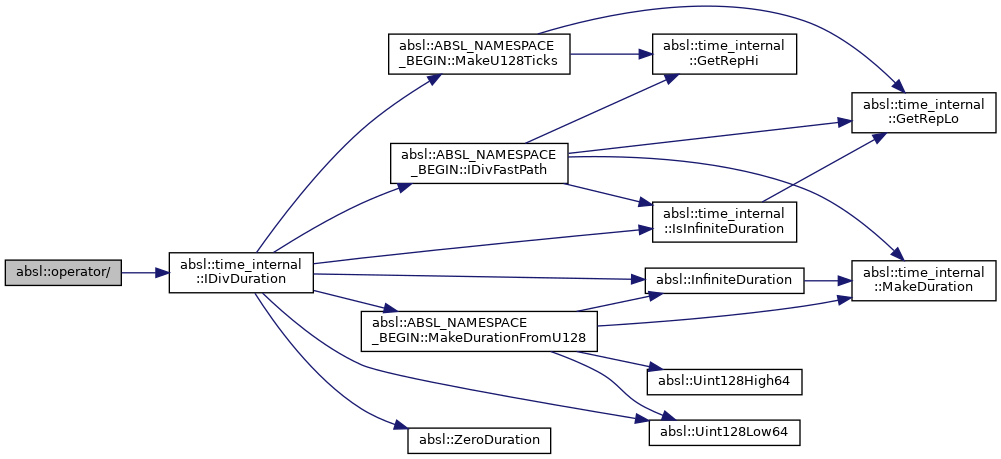 absl::operator/
absl::time_internal
::IDivDuration
absl::ABSL_NAMESPACE
_BEGIN::MakeU128Ticks
absl::ABSL_NAMESPACE
_BEGIN::IDivFastPath
absl::ABSL_NAMESPACE
_BEGIN::MakeDurationFromU128
absl::ZeroDuration
absl::time_internal
::GetRepHi
absl::time_internal
::IsInfiniteDuration
absl::InfiniteDuration
absl::Uint128High64
absl::Uint128Low64
absl::time_internal
::GetRepLo
absl::time_internal
::MakeDuration